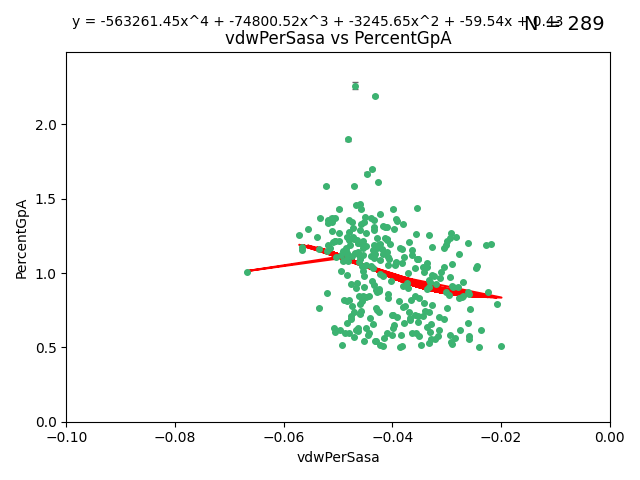 y = -563261.45x^4 + -74800.52x^3 + -3245.65x^2 + -59.54x + 0.43
N = 289
vdwPerSasa vs PercentGpA
PercentGpA
2.0
1.5
1.0
0.5
0.0
−0.10 −0.08 −0.06 −0.04 −0.02 0.00
vdwPerSasa